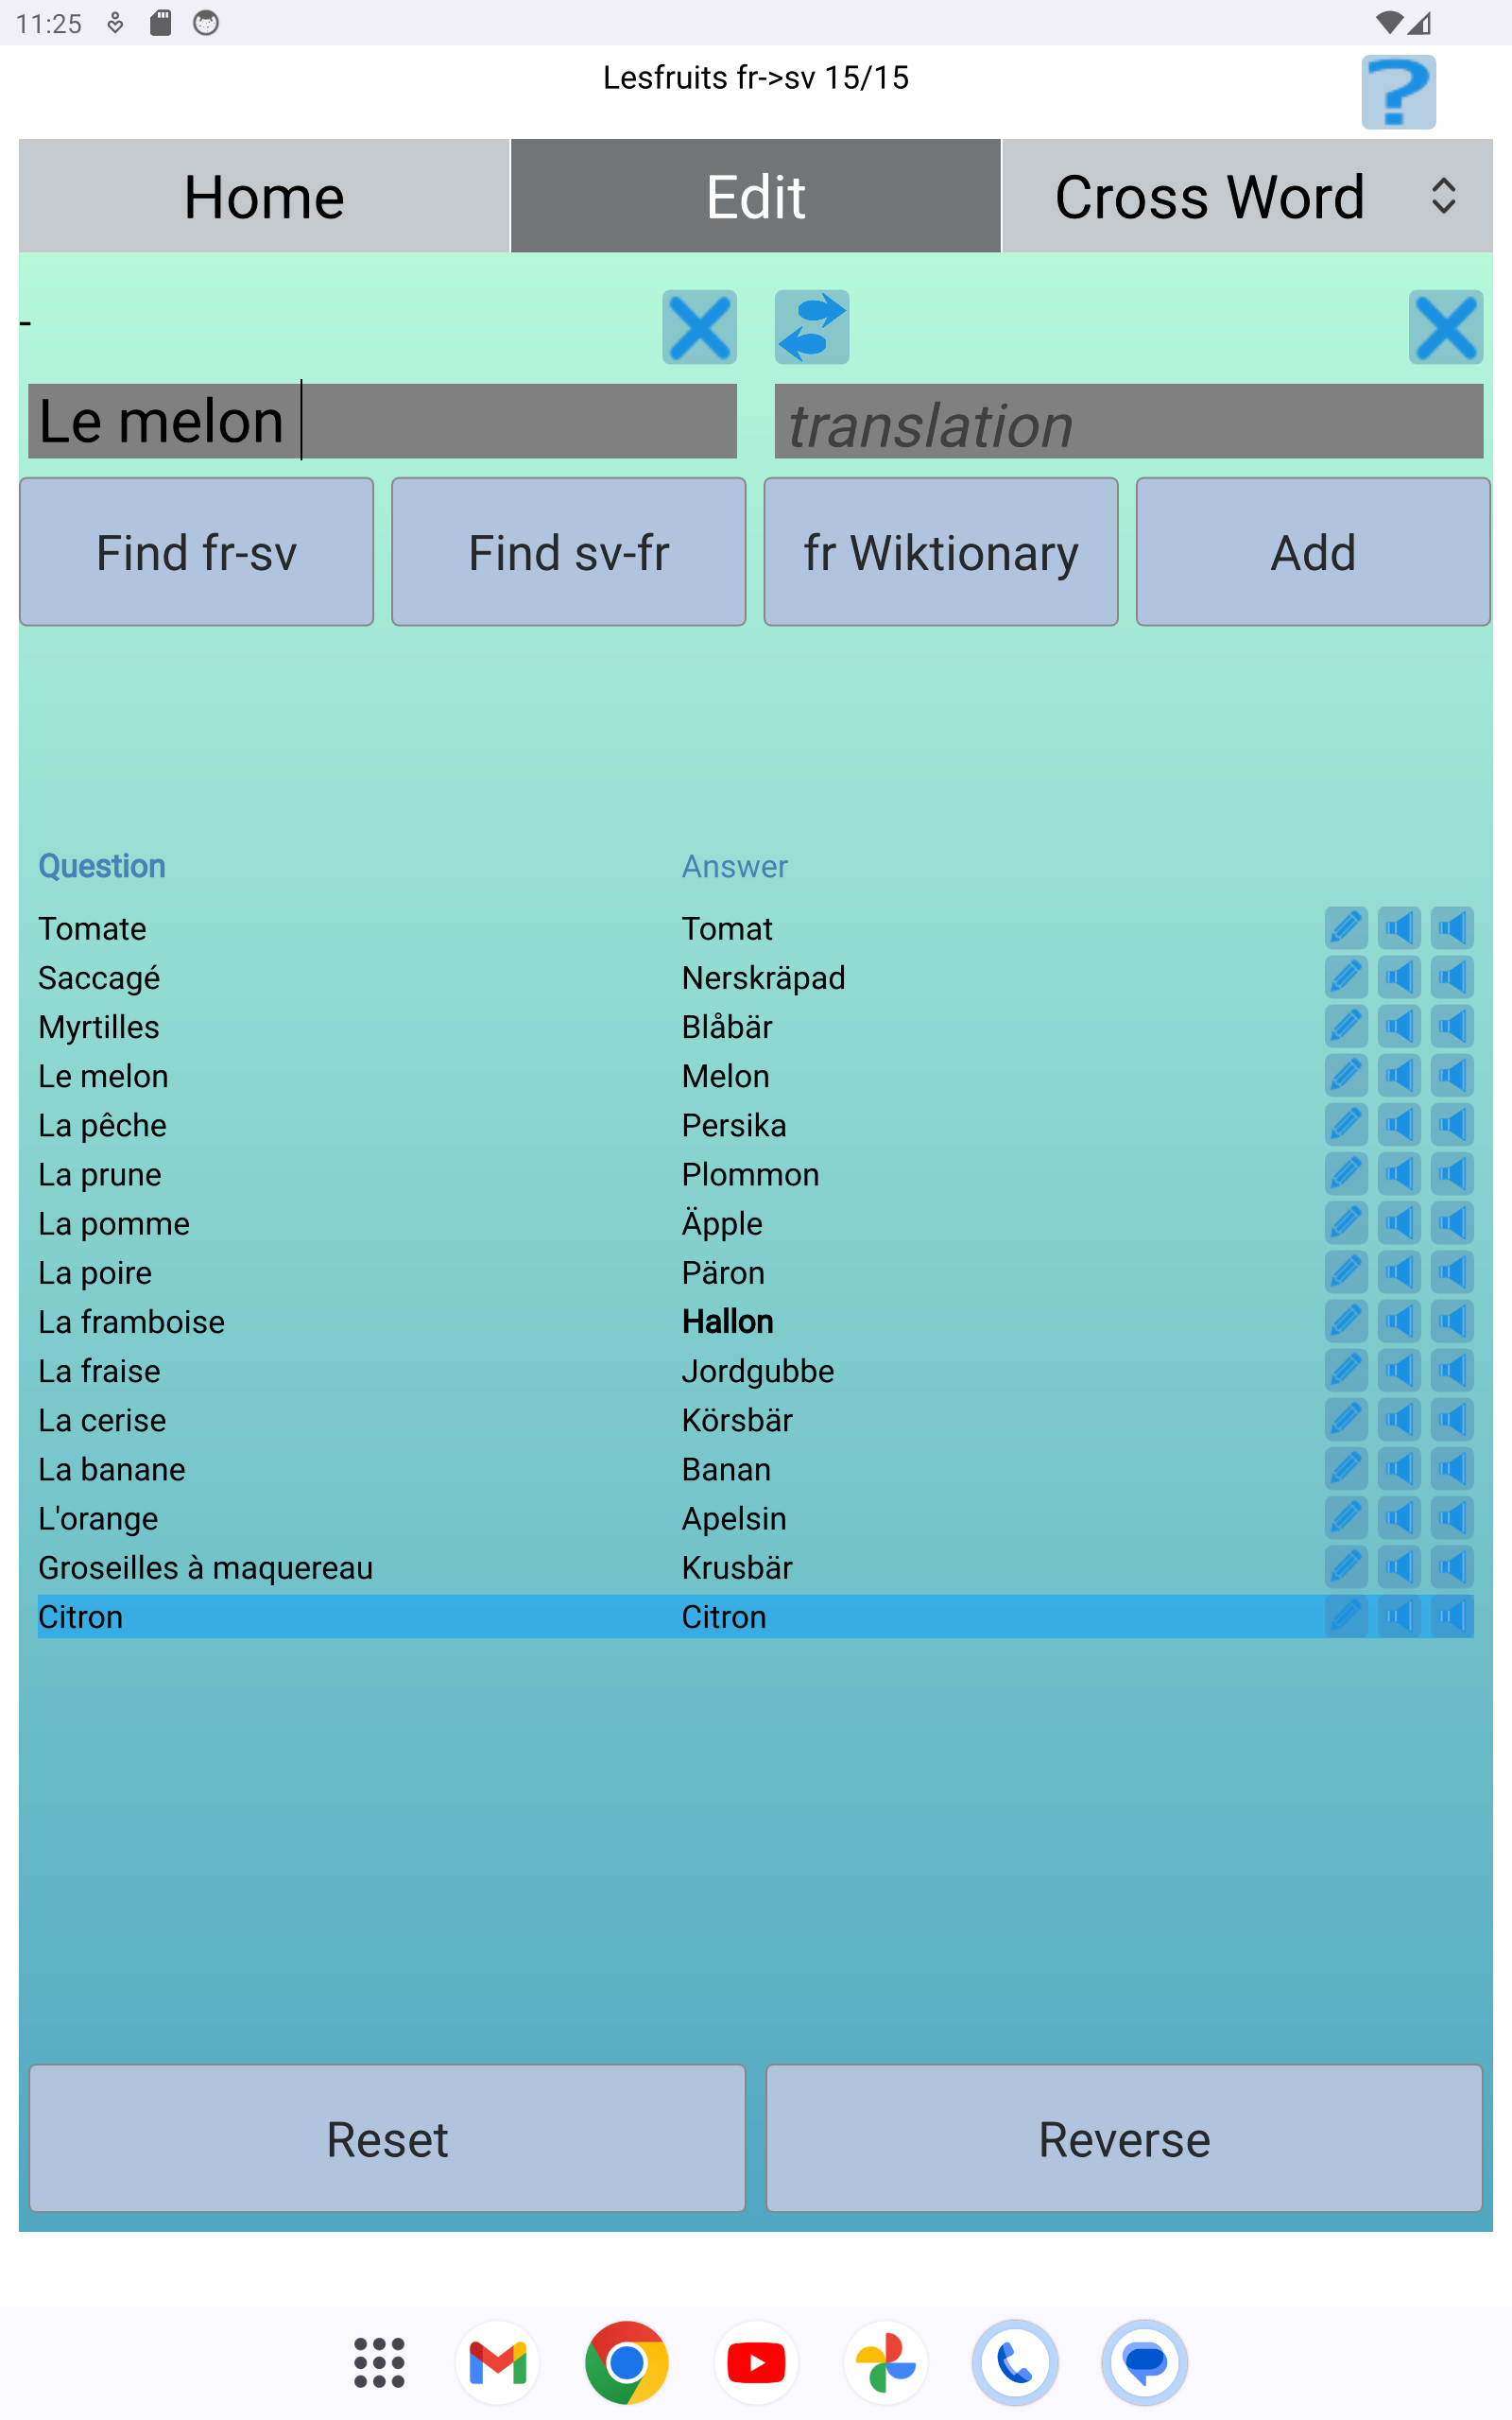 11:25
Lesfruits fr->sv 15/15
?
Home Edit Cross Word
-
Le melon translation
Find fr-sv Find sv-fr fr Wiktionary Add
Question Answer
Tomate Tomat
Saccagé Nerskräpad
Myrtilles Blåbär
Le melon Melon
La pêche Persika
La prune Plommon
La pomme Äpple
La poire Päron
La framboise Hallon
La fraise Jordgubbe
La cerise Körsbär
La banane Banan
L'orange Apelsin
Groseilles à maquereau Krusbär
Citron Citron
Reset Reverse